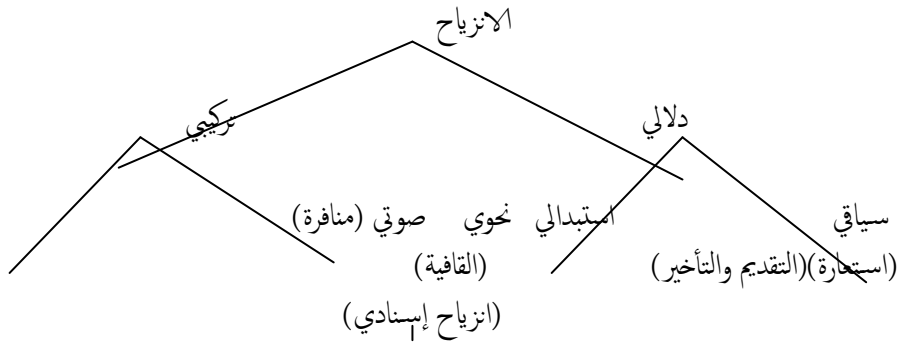 الانزياح
دلالي تركيبي
سياقي استبدالي نحوي صوتي (منافرة)
(استعارة)(التقديم والتأخير) (القافية)
(انزياح إسنادي)